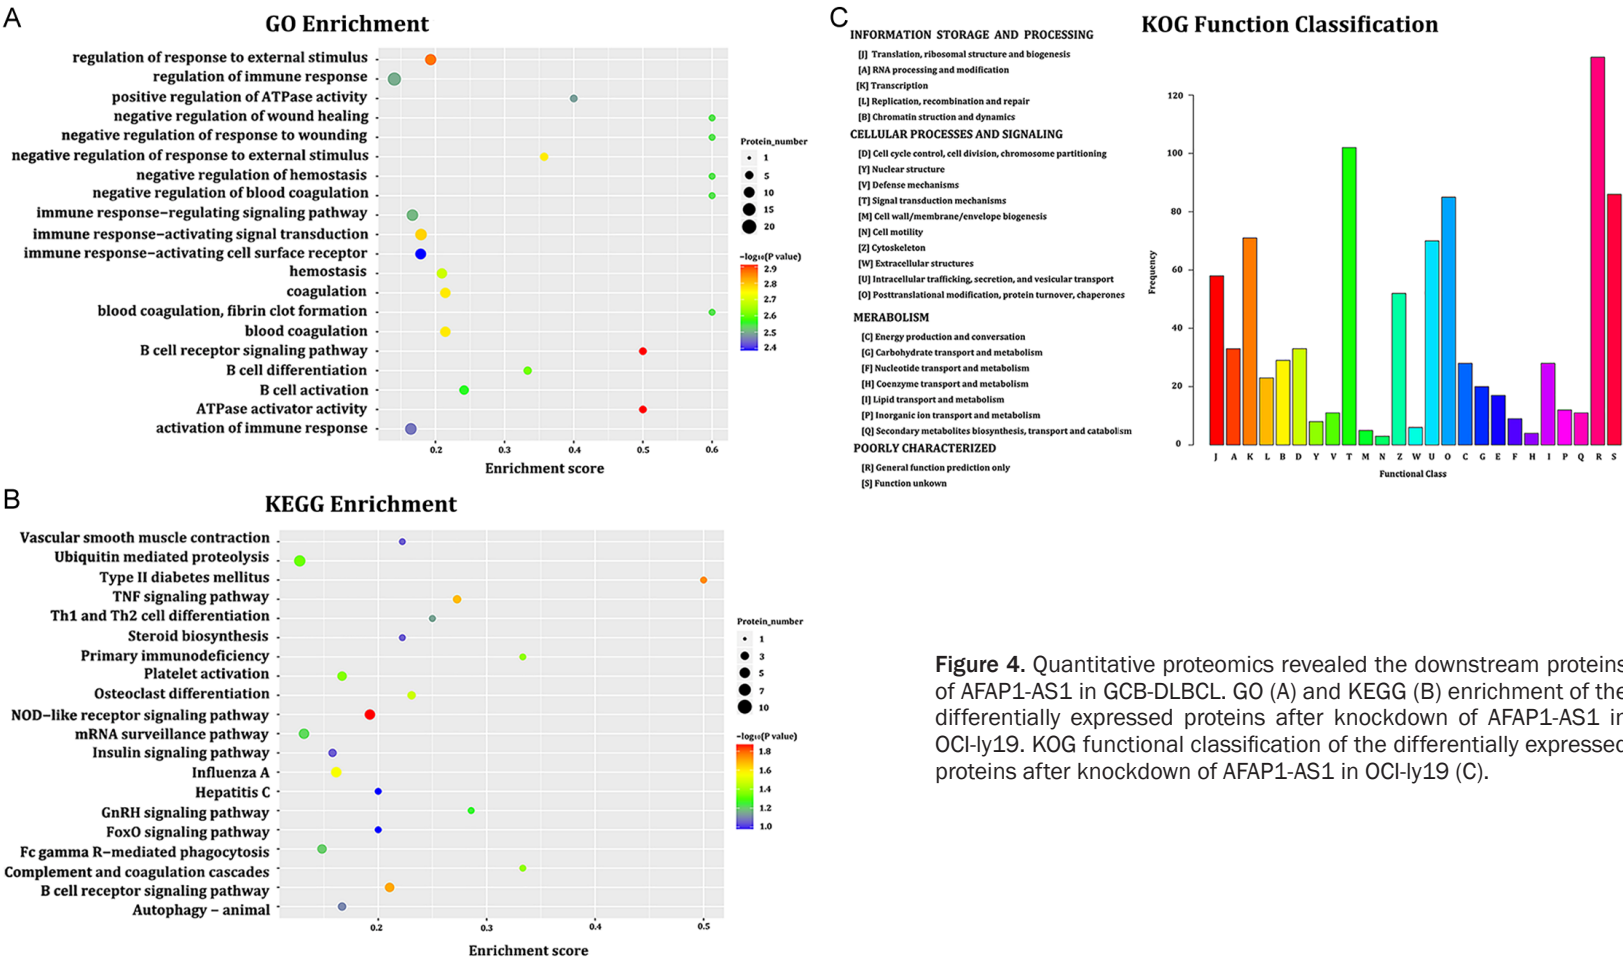 A
GO Enrichment
regulation of response to external stimulus
regulation of immune response
positive regulation of ATPase activity
negative regulation of wound healing
negative regulation of response to wounding
negative regulation of response to external stimulus
negative regulation of hemostasis
negative regulation of blood coagulation
immune response−regulating signaling pathway
immune response−activating signal transduction
immune response−activating cell surface receptor
hemostasis
coagulation
blood coagulation, fibrin clot formation
blood coagulation
B cell receptor signaling pathway
B cell differentiation
B cell activation
ATPase activator activity
activation of immune response
0.2 0.3 0.4 0.5 0.6
Enrichment score
Protein_number
1
5
10
15
20
−log₁₀(P value)
2.9
2.8
2.7
2.6
2.5
2.4
B
KEGG Enrichment
Vascular smooth muscle contraction
Ubiquitin mediated proteolysis
Type II diabetes mellitus
TNF signaling pathway
Th1 and Th2 cell differentiation
Steroid biosynthesis
Primary immunodeficiency
Platelet activation
Osteoclast differentiation
NOD−like receptor signaling pathway
mRNA surveillance pathway
Insulin signaling pathway
Influenza A
Hepatitis C
GnRH signaling pathway
FoxO signaling pathway
Fc gamma R−mediated phagocytosis
Complement and coagulation cascades
B cell receptor signaling pathway
Autophagy − animal
0.2 0.3 0.4 0.5
Enrichment score
Protein_number
1
3
5
7
10
−log₁₀(P value)
1.8
1.6
1.4
1.2
1.0
C
KOG Function Classification
INFORMATION STORAGE AND PROCESSING
[J] Translation, ribosomal structure and biogenesis
[A] RNA processing and modification
[K] Transcription
[L] Replication, recombination and repair
[B] Chromatin struction and dynamics
CELLULAR PROCESSES AND SIGNALING
[D] Cell cycle control, cell division, chromosome partitioning
[Y] Nuclear structure
[V] Defense mechanisms
[T] Signal transduction mechanisms
[M] Cell wall/membrane/envelope biogenesis
[N] Cell motility
[Z] Cytoskeleton
[W] Extracellular structures
[U] Intracellular trafficking, secretion, and vesicular transport
[O] Posttranslational modification, protein turnover, chaperones
METABOLISM
[C] Energy production and conversation
[G] Carbohydrate transport and metabolism
[F] Nucleotide transport and metabolism
[H] Coenzyme transport and metabolism
[I] Lipid transport and metabolism
[P] Inorganic ion transport and metabolism
[Q] Secondary metabolites biosynthesis, transport and catabolism
POORLY CHARACTERIZED
[R] General function prediction only
[S] Function unkown
Frequency
120
100
80
60
40
20
0
J A K L B D Y V T M N Z W U O C G E F H I P Q R S
Functional Class
Figure 4. Quantitative proteomics revealed the downstream proteins
of AFAP1-AS1 in GCB-DLBCL. GO (A) and KEGG (B) enrichment of the
differentially expressed proteins after knockdown of AFAP1-AS1 in
OCI-ly19. KOG functional classification of the differentially expressed
proteins after knockdown of AFAP1-AS1 in OCI-ly19 (C).